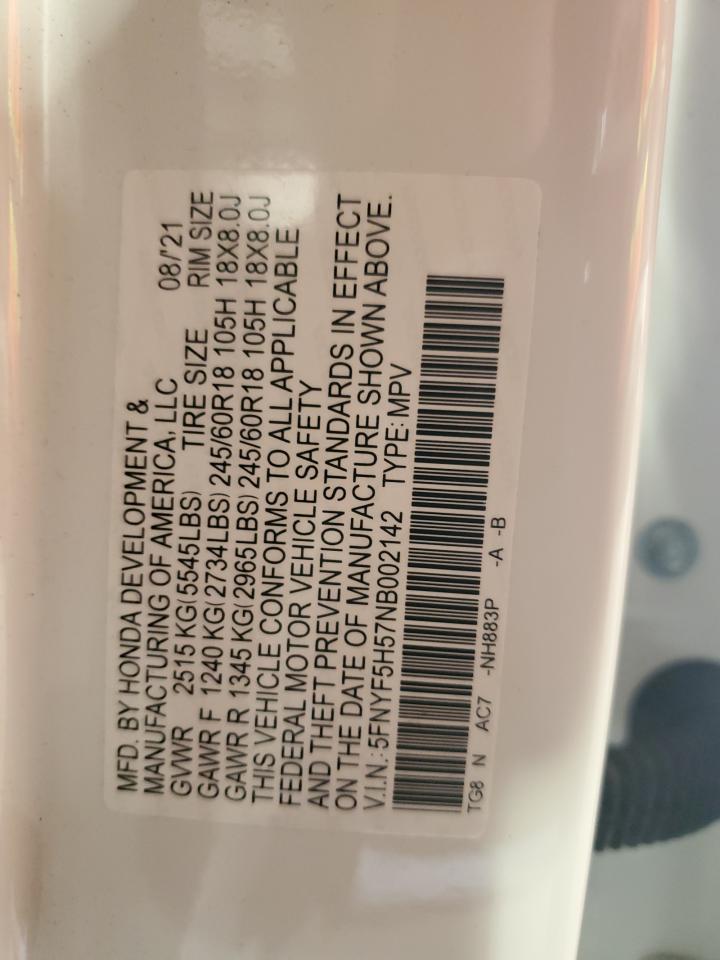 MFD. BY HONDA DEVELOPMENT &
MANUFACTURING OF AMERICA, LLC 08/'21
GVWR 2515 KG(5545LBS) TIRE SIZE RIM SIZE
GAWR F 1240 KG(2734LBS) 245/60R18 105H 18X8.0J
GAWR R 1345 KG(2965LBS) 245/60R18 105H 18X8.0J
THIS VEHICLE CONFORMS TO ALL APPLICABLE
FEDERAL MOTOR VEHICLE SAFETY
AND THEFT PREVENTION STANDARDS IN EFFECT
ON THE DATE OF MANUFACTURE SHOWN ABOVE.
V.I.N.:5FNYF5H57NB002142 TYPE: MPV
TG8 N AC7 -NH883P -A -B